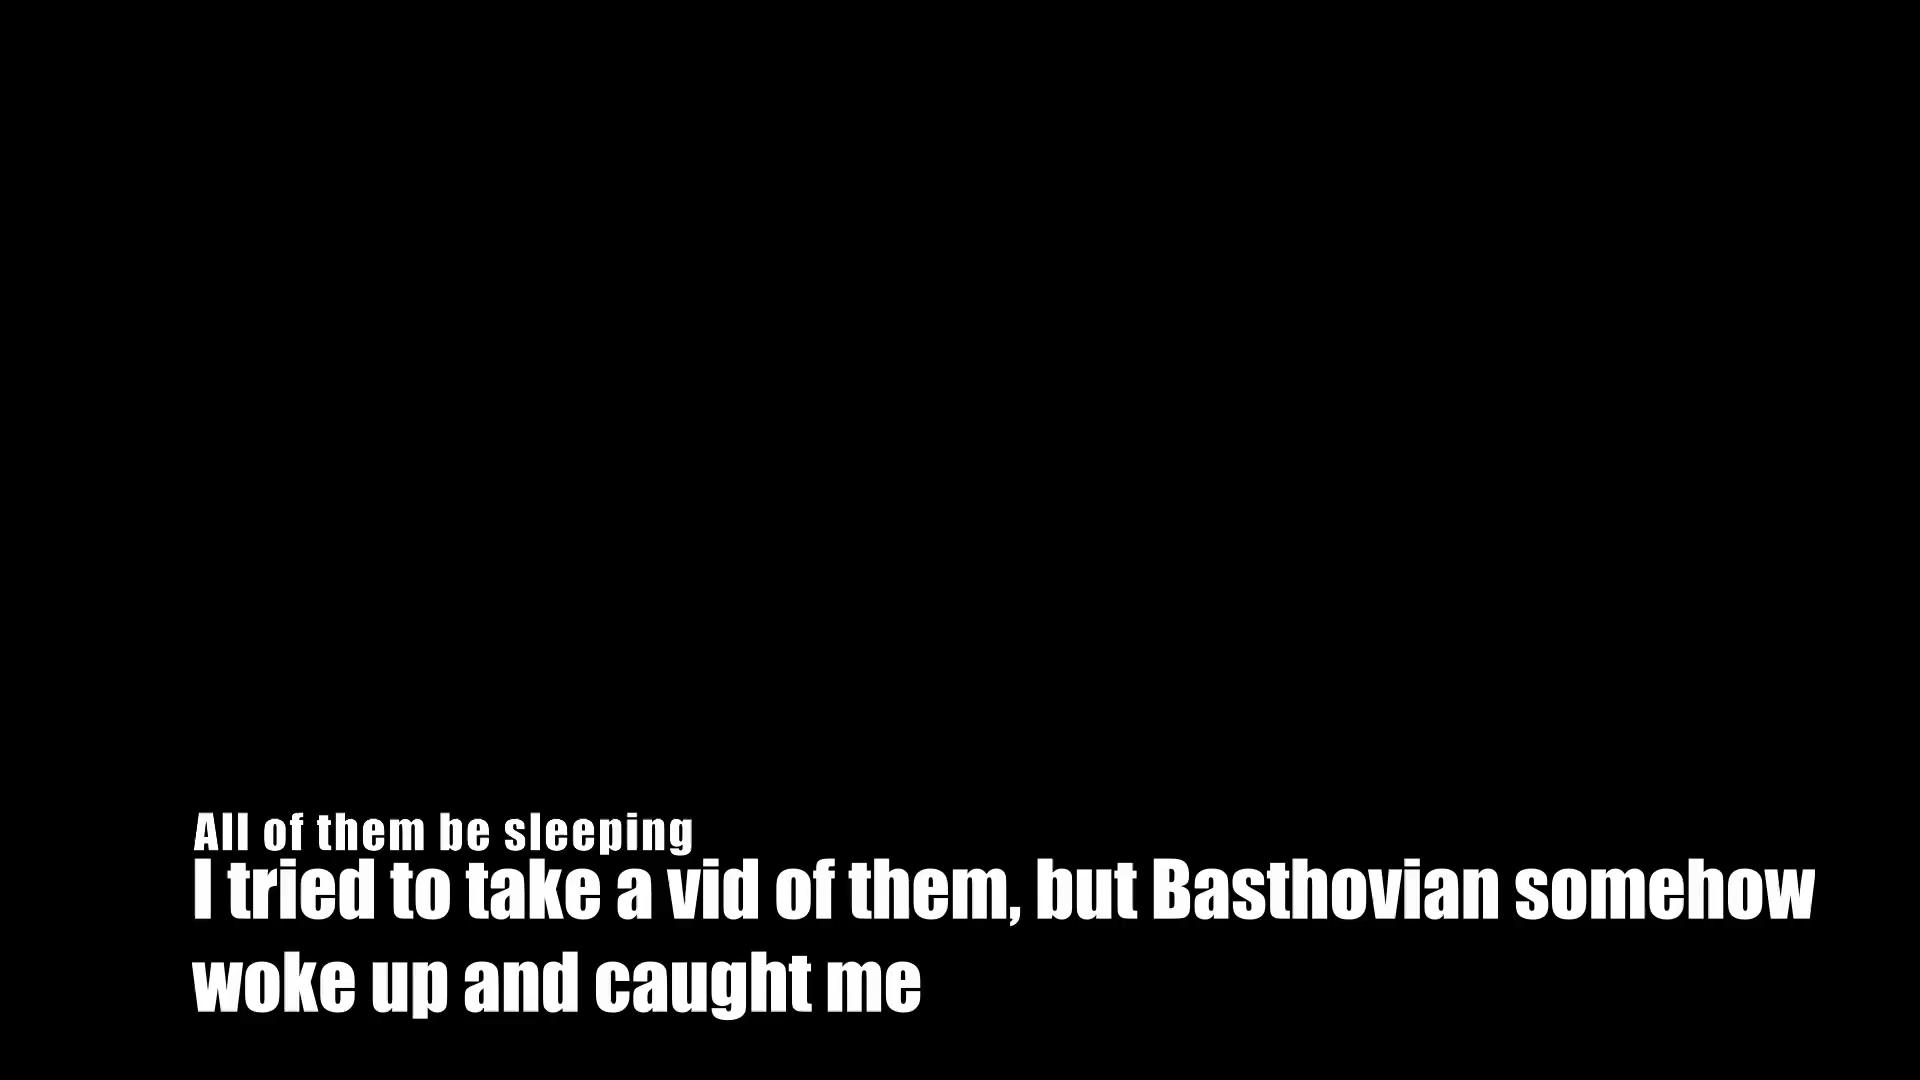 All of them be sleeping
I tried to take a vid of them, but Basthovian somehow
woke up and caught me